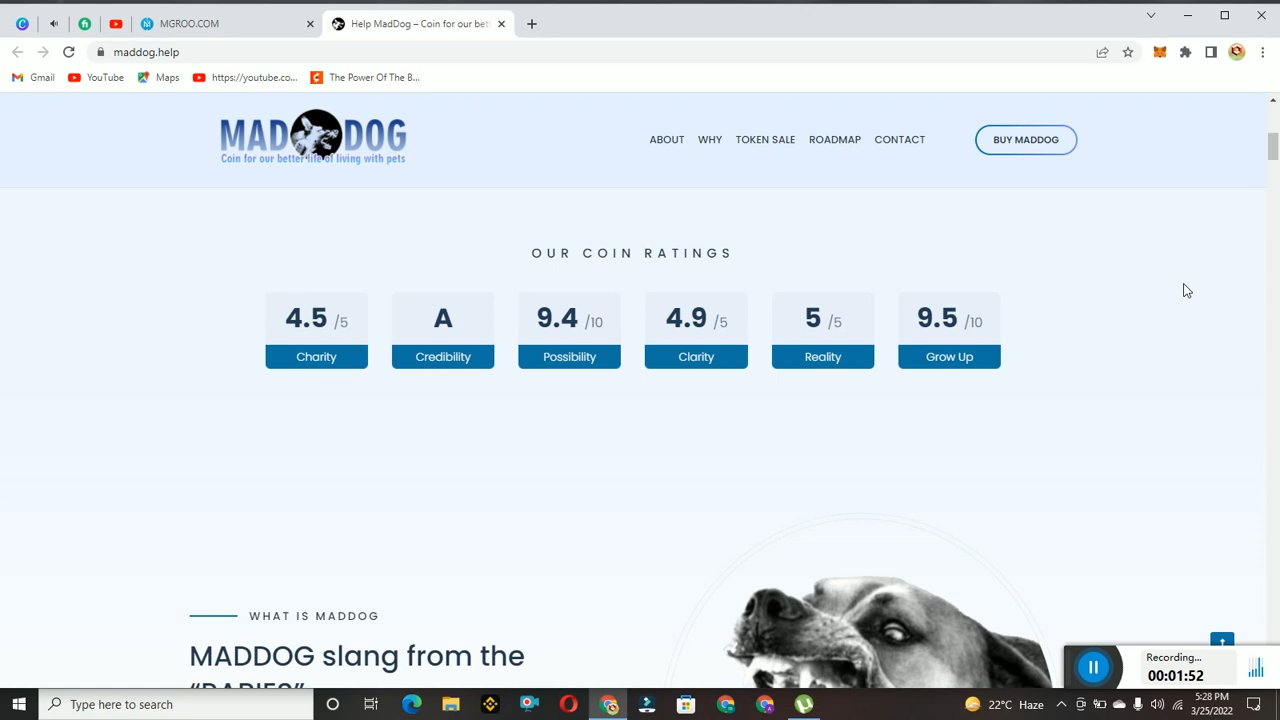 MGROO.COM
Help MadDog – Coin for our bett
maddog.help
Gmail
YouTube
Maps
https://youtube.co...
The Power Of The B...
MAD DOG
Coin for our better life of living with pets
ABOUT
WHY
TOKEN SALE
ROADMAP
CONTACT
BUY MADDOG
OUR COIN RATINGS
4.5 /5
Charity
A
Credibility
9.4 /10
Possibility
4.9 /5
Clarity
5 /5
Reality
9.5 /10
Grow Up
WHAT IS MADDOG
MADDOG slang from the
"RABIES"
Recording...
00:01:52
Type here to search
22°C Haze
5:28 PM
3/25/2022